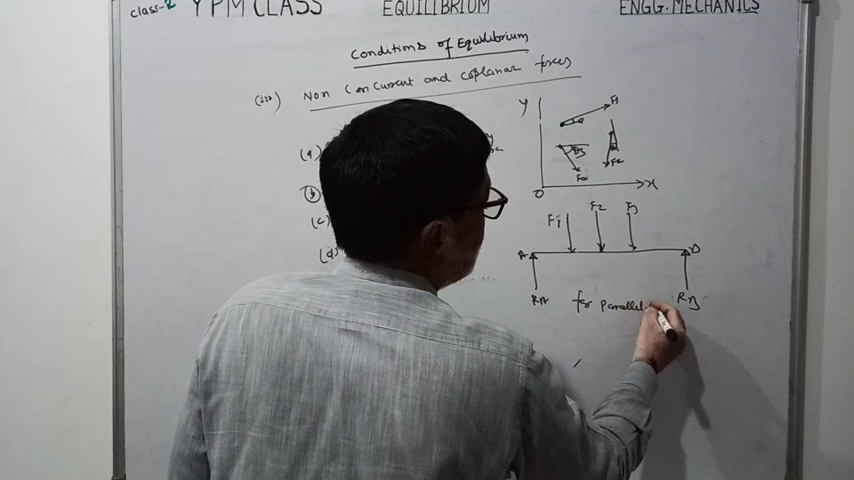 class-2 Y PM CLASS EQUILIBRIUM ENGG. MECHANICS
Conditions of Equilibrium
(iii) Non Concurrent and coplanar forces
Y
F1
(a)
F2
F3
(b)
O X
(c)
F1 F2 F3
(d)
A B
RA for parallel RB